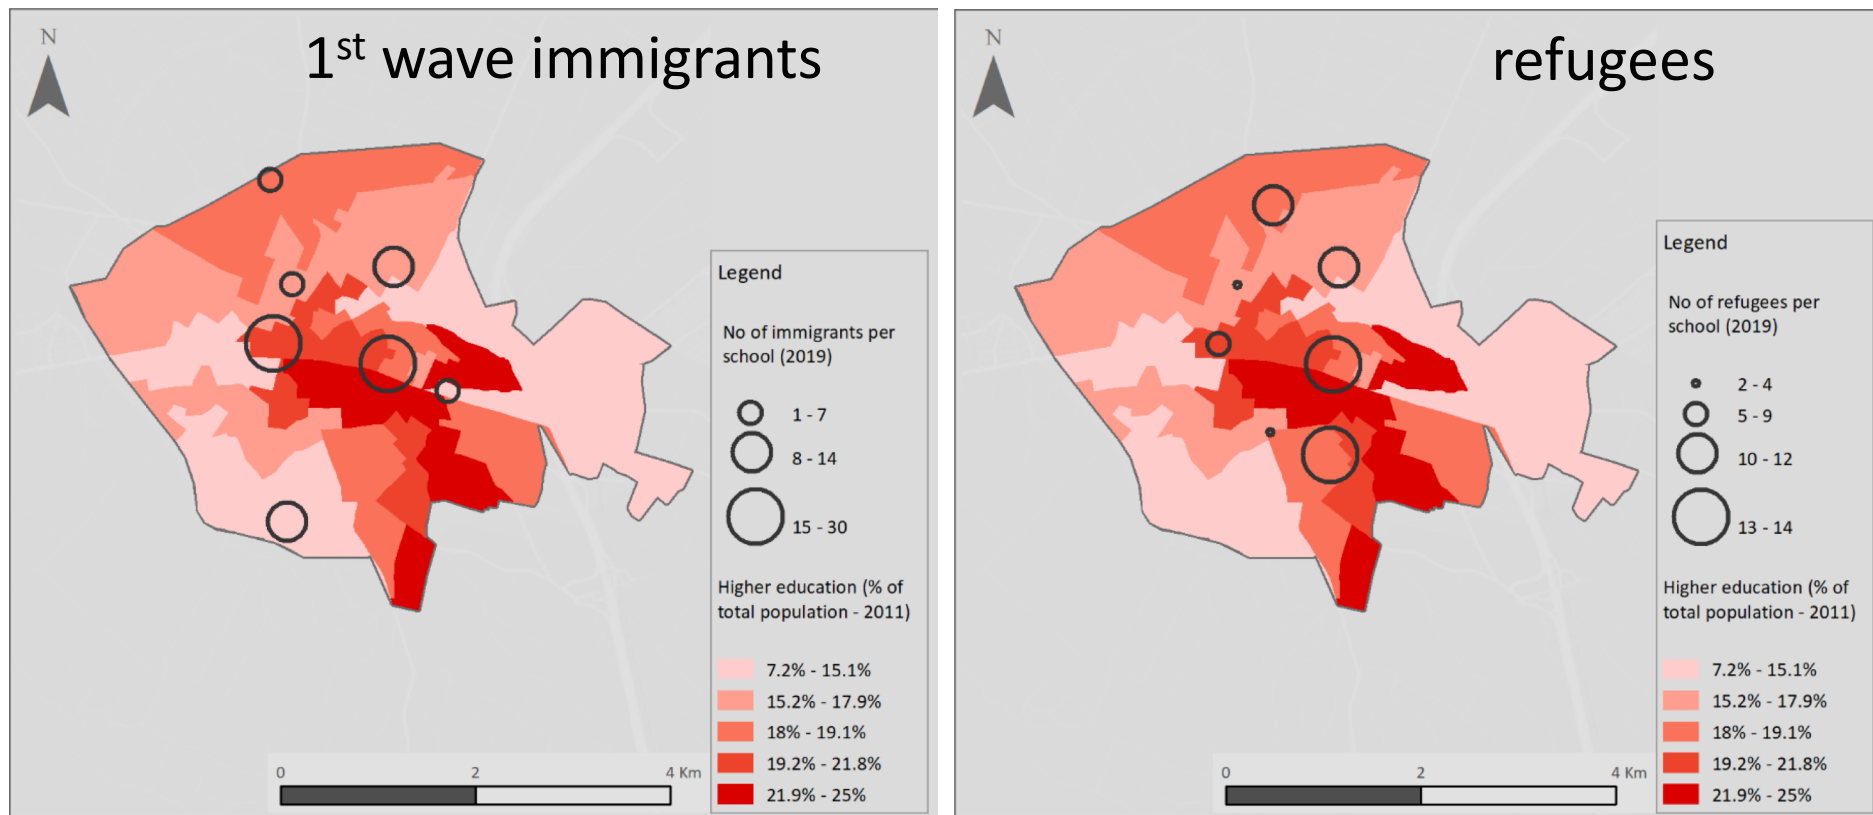 N
1st wave immigrants
Legend
No of immigrants per
school (2019)
1 - 7
8 - 14
15 - 30
Higher education (% of
total population - 2011)
7.2% - 15.1%
15.2% - 17.9%
18% - 19.1%
19.2% - 21.8%
21.9% - 25%
0 2 4 Km
N
refugees
Legend
No of refugees per
school (2019)
2 - 4
5 - 9
10 - 12
13 - 14
Higher education (% of
total population - 2011)
7.2% - 15.1%
15.2% - 17.9%
18% - 19.1%
19.2% - 21.8%
21.9% - 25%
0 2 4 Km